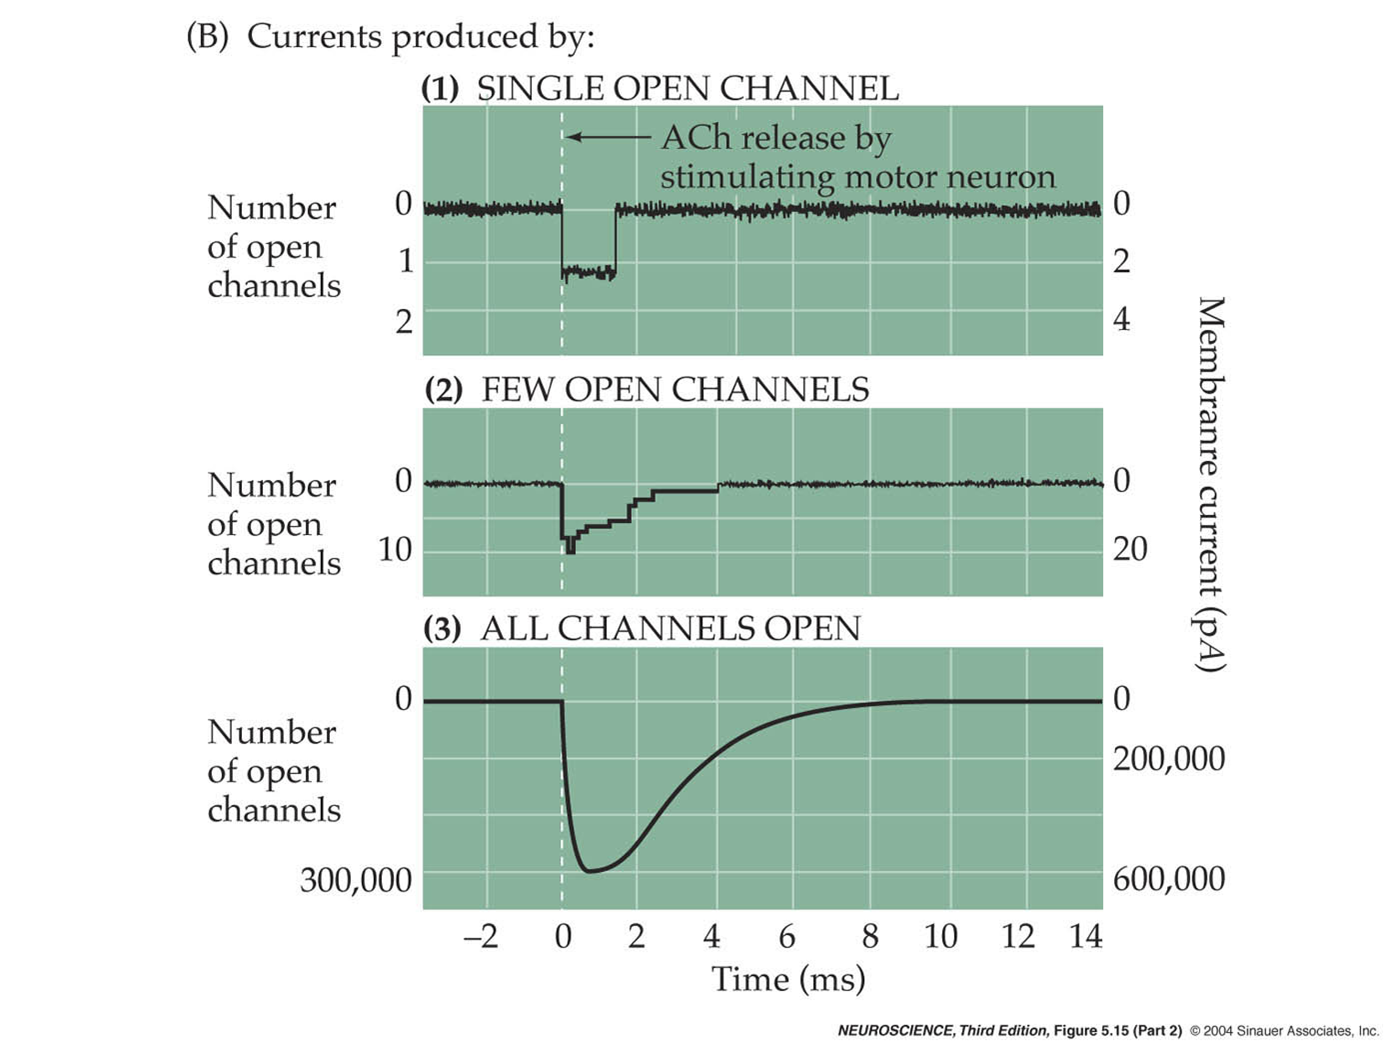 (B) Currents produced by:
(1) SINGLE OPEN CHANNEL
ACh release by
stimulating motor neuron
Number
of open
channels
0
1
2
0
2
4
(2) FEW OPEN CHANNELS
Number
of open
channels
0
10
0
20
Membranre current (pA)
(3) ALL CHANNELS OPEN
Number
of open
channels
0
300,000
0
200,000
600,000
–2 0 2 4 6 8 10 12 14
Time (ms)
NEUROSCIENCE, Third Edition, Figure 5.15 (Part 2) © 2004 Sinauer Associates, Inc.